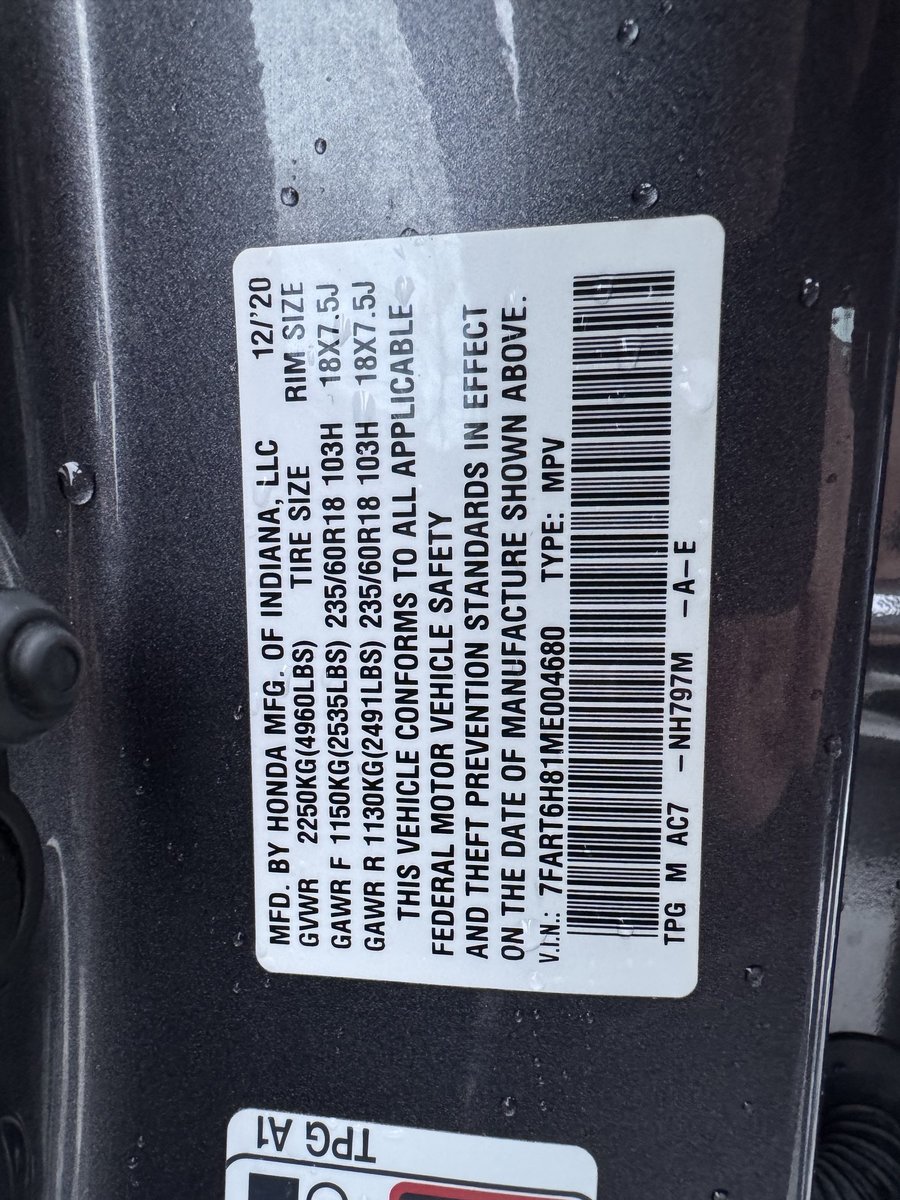 MFD. BY HONDA MFG. OF INDIANA, LLC 12/'20
GVWR 2250KG(4960LBS) TIRE SIZE RIM SIZE
GAWR F 1150KG(2535LBS) 235/60R18 103H 18X7.5J
GAWR R 1130KG(2491LBS) 235/60R18 103H 18X7.5J
THIS VEHICLE CONFORMS TO ALL APPLICABLE
FEDERAL MOTOR VEHICLE SAFETY
AND THEFT PREVENTION STANDARDS IN EFFECT
ON THE DATE OF MANUFACTURE SHOWN ABOVE.
V.I.N.: 7FART6H81ME004680 TYPE: MPV
TPG M AC7 -NH797M -A-E
TPG A1